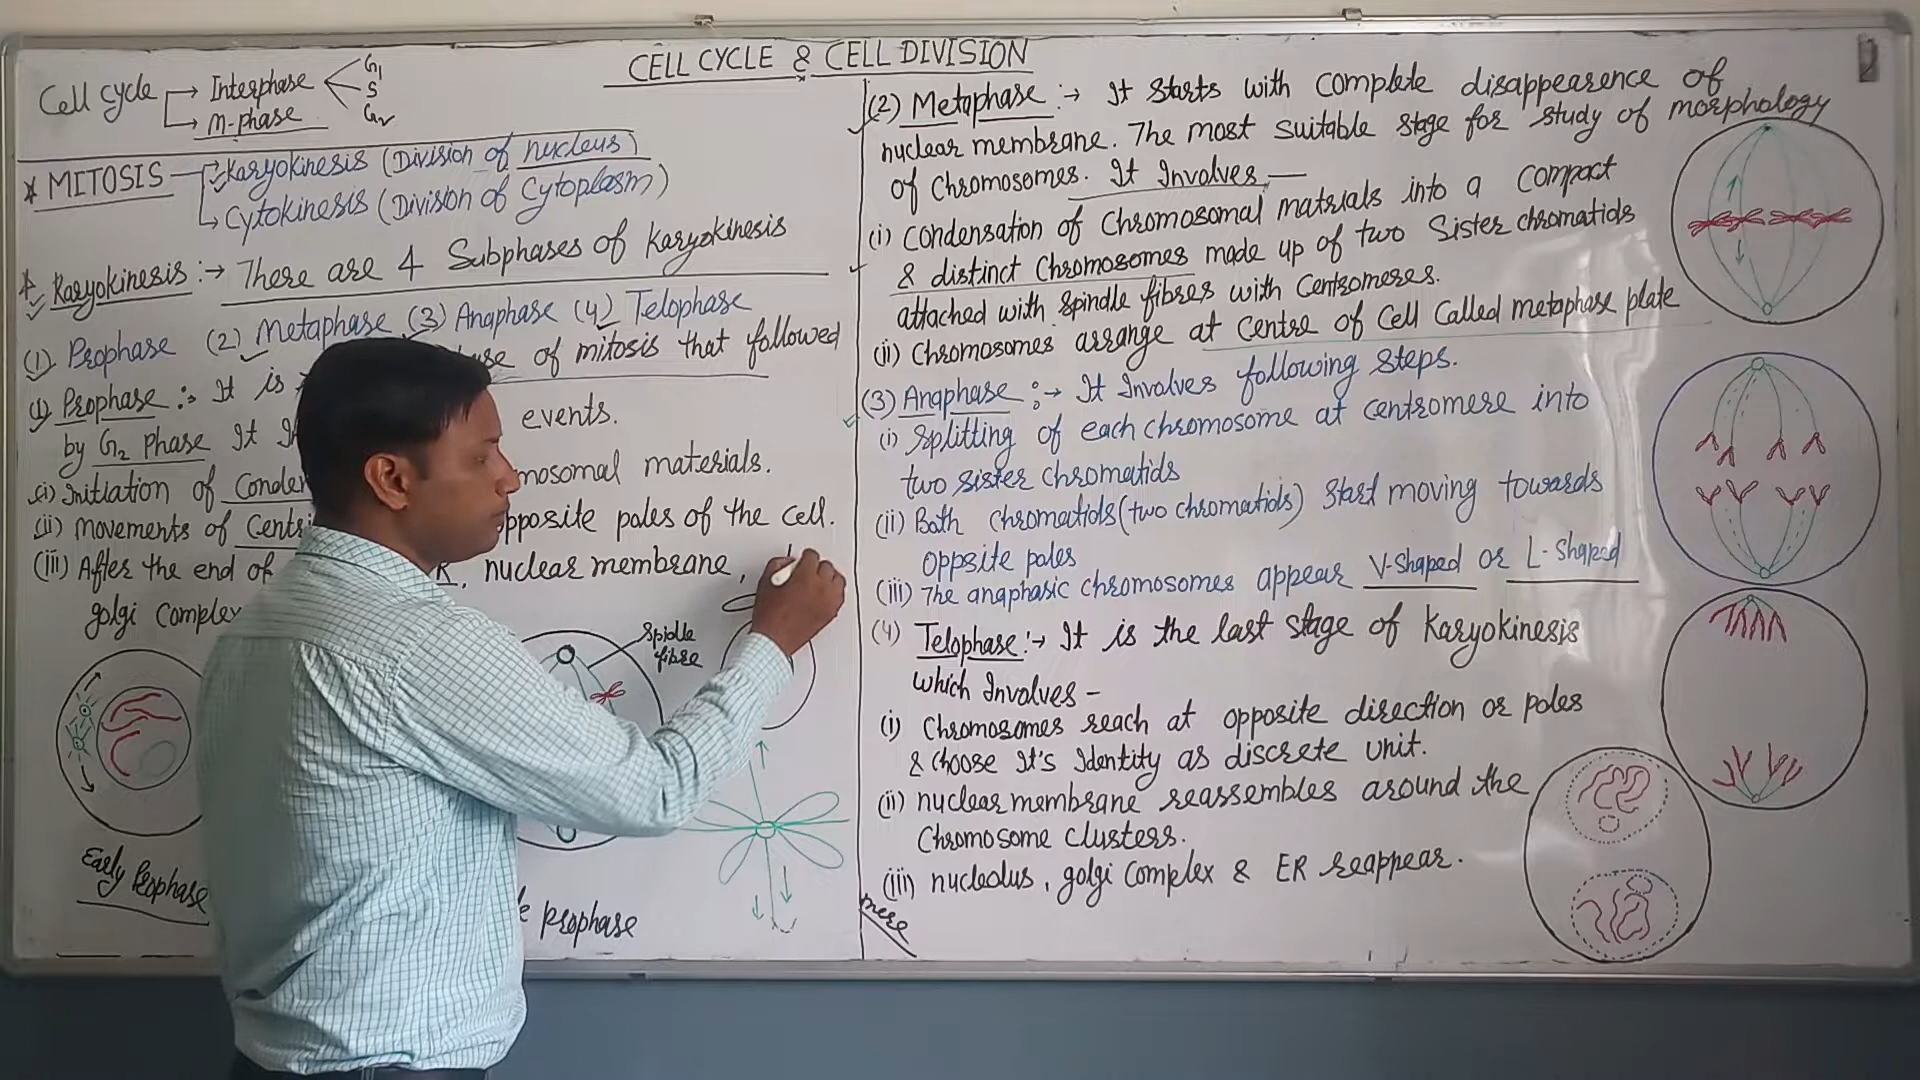 CELL CYCLE & CELL DIVISION
Cell cycle → Interphase G1
S
G2
→ M-phase
* MITOSIS → Karyokinesis (Division of nucleus)
→ Cytokinesis (Division of Cytoplasm)
* Karyokinesis :→ There are 4 Subphases of Karyokinesis
(1) Prophase (2) Metaphase (3) Anaphase (4) Telophase
(1) Prophase :. It is of mitosis that followed
by G2 Phase It events.
(i) Initiation of mosomal materials.
(ii) Movements of opposite poles of the cell.
(iii) After the end of nuclear membrane,
golgi complex
Spidle
fibre
Early Prophase
prophase
(2) Metaphase :→ It starts with complete disappearence of
nuclear membrane. The most suitable stage for study of morphology
of Chromosomes. It Involves —
(i) Condensation of Chromosomal matrials into a compact
& distinct Chromosomes made up of two Sister chromatids
attached with spindle fibres with Centromeres.
(ii) Chromosomes arrange at Centre of Cell Called metaphase plate
(3) Anaphase :→ It Involves following steps.
(i) Splitting of each chromosome at centromere into
two sister chromatids
(ii) Both Chromatids (two chromatids) start moving towards
opposite poles
(iii) The anaphasic chromosomes appear V-shaped or L-shaped
(4) Telophase :→ It is the last stage of Karyokinesis
which Involves -
(i) Chromosomes reach at opposite direction or poles
& choose It's Identity as discrete unit.
(ii) nuclear membrane reassembles around the
Chromosome clusters.
(iii) nucleolus, golgi complex & ER reappear.
mere